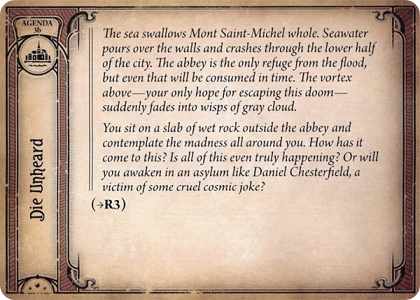 AGENDA
3b
Die Unheard
The sea swallows Mont Saint-Michel whole. Seawater
pours over the walls and crashes through the lower half
of the city. The abbey is the only refuge from the flood,
but even that will be consumed in time. The vortex
above—your only hope for escaping this doom—
suddenly fades into wisps of gray cloud.
You sit on a slab of wet rock outside the abbey and
contemplate the madness all around you. How has it
come to this? Is all of this even truly happening? Or will
you awaken in an asylum like Daniel Chesterfield, a
victim of some cruel cosmic joke?
(→R3)